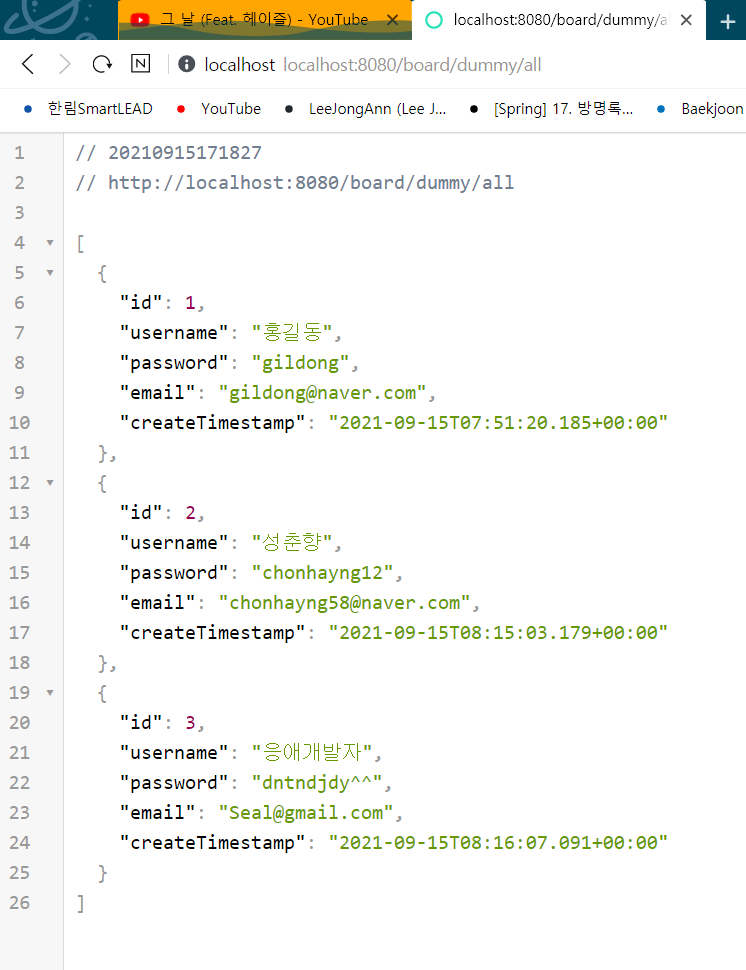 그 날 (Feat. 헤이즐) - YouTube
localhost:8080/board/dummy/a
localhost localhost:8080/board/dummy/all
한림SmartLEAD YouTube LeeJongAnn (Lee J... [Spring] 17. 방명록... Baekjoon
1 // 20210915171827
2 // http://localhost:8080/board/dummy/all
3
4 [
5 {
6 "id": 1,
7 "username": "홍길동",
8 "password": "gildong",
9 "email": "gildong@naver.com",
10 "createTimestamp": "2021-09-15T07:51:20.185+00:00"
11 },
12 {
13 "id": 2,
14 "username": "성춘향",
15 "password": "chonhayng12",
16 "email": "chonhayng58@naver.com",
17 "createTimestamp": "2021-09-15T08:15:03.179+00:00"
18 },
19 {
20 "id": 3,
21 "username": "응애개발자",
22 "password": "dntndjdy^^",
23 "email": "Seal@gmail.com",
24 "createTimestamp": "2021-09-15T08:16:07.091+00:00"
25 }
26 ]